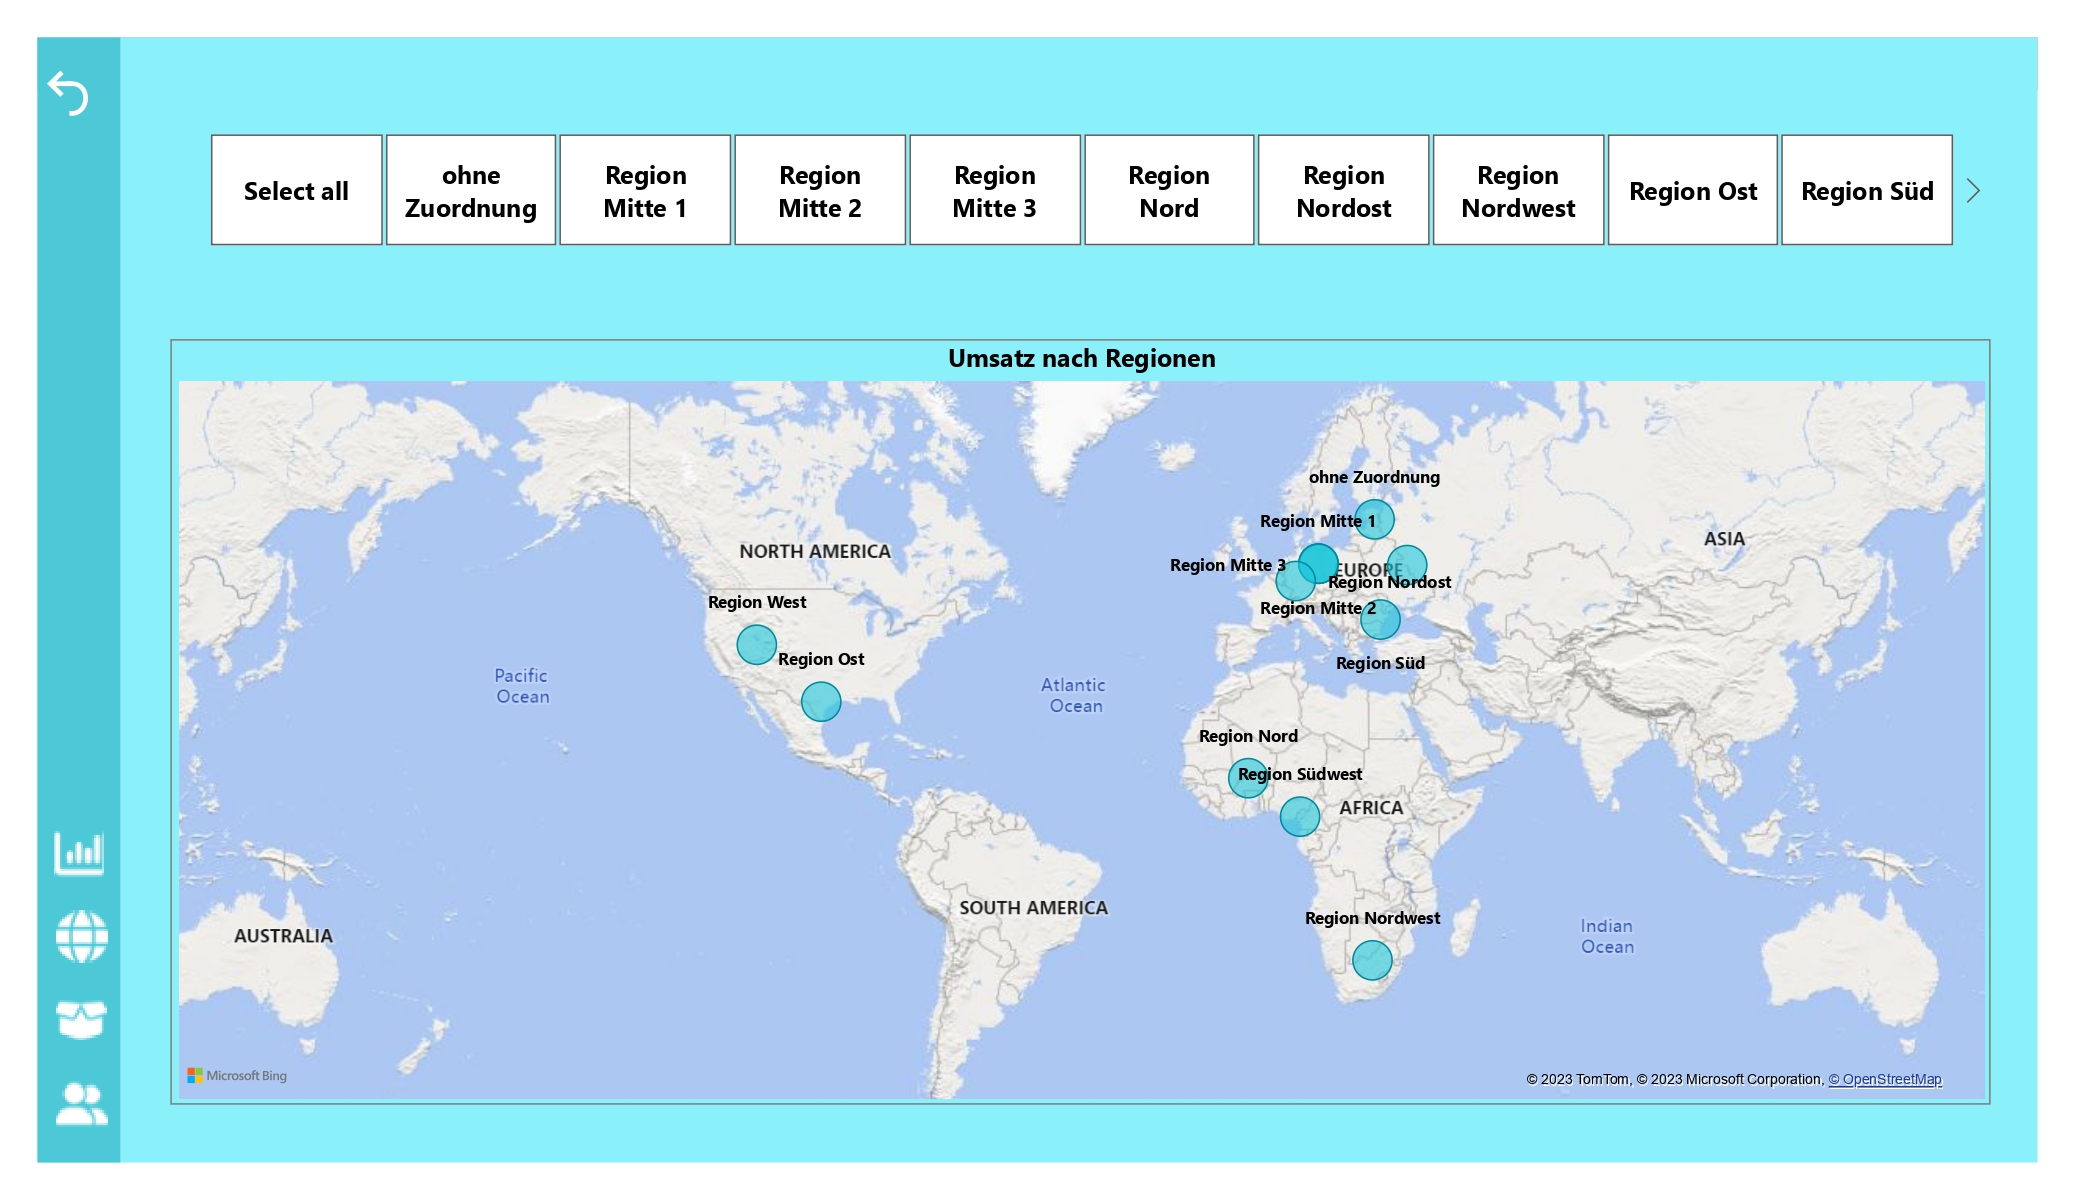 Select all
ohne
Zuordnung
Region
Mitte 1
Region
Mitte 2
Region
Mitte 3
Region
Nord
Region
Nordost
Region
Nordwest
Region Ost
Region Süd
Umsatz nach Regionen
ohne Zuordnung
Region Mitte 1
ASIA
NORTH AMERICA
Region Mitte 3
EUROPE
Region Nordost
Region West
Region Mitte 2
Region Ost
Region Süd
Pacific
Ocean
Atlantic
Ocean
Region Nord
Region Südwest
AFRICA
SOUTH AMERICA
Region Nordwest
AUSTRALIA
Indian
Ocean
Microsoft Bing
© 2023 TomTom, © 2023 Microsoft Corporation, © OpenStreetMap